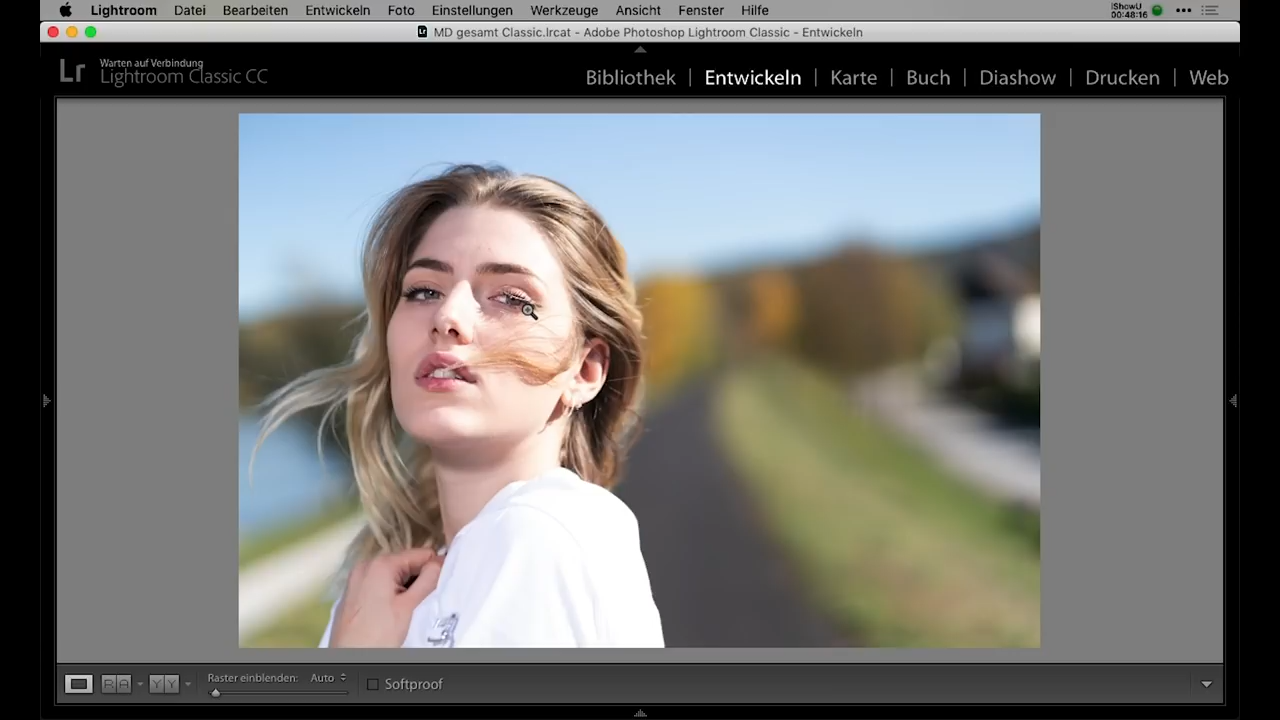 Lightroom Datei Bearbeiten Entwickeln Foto Einstellungen Werkzeuge Ansicht Fenster Hilfe iShowU 00:48:16
Lr MD gesamt Classic.lrcat - Adobe Photoshop Lightroom Classic - Entwickeln
Lr Warten auf Verbindung
Lightroom Classic CC
Bibliothek | Entwickeln | Karte | Buch | Diashow | Drucken | Web
R A Y Y Raster einblenden: Auto Softproof